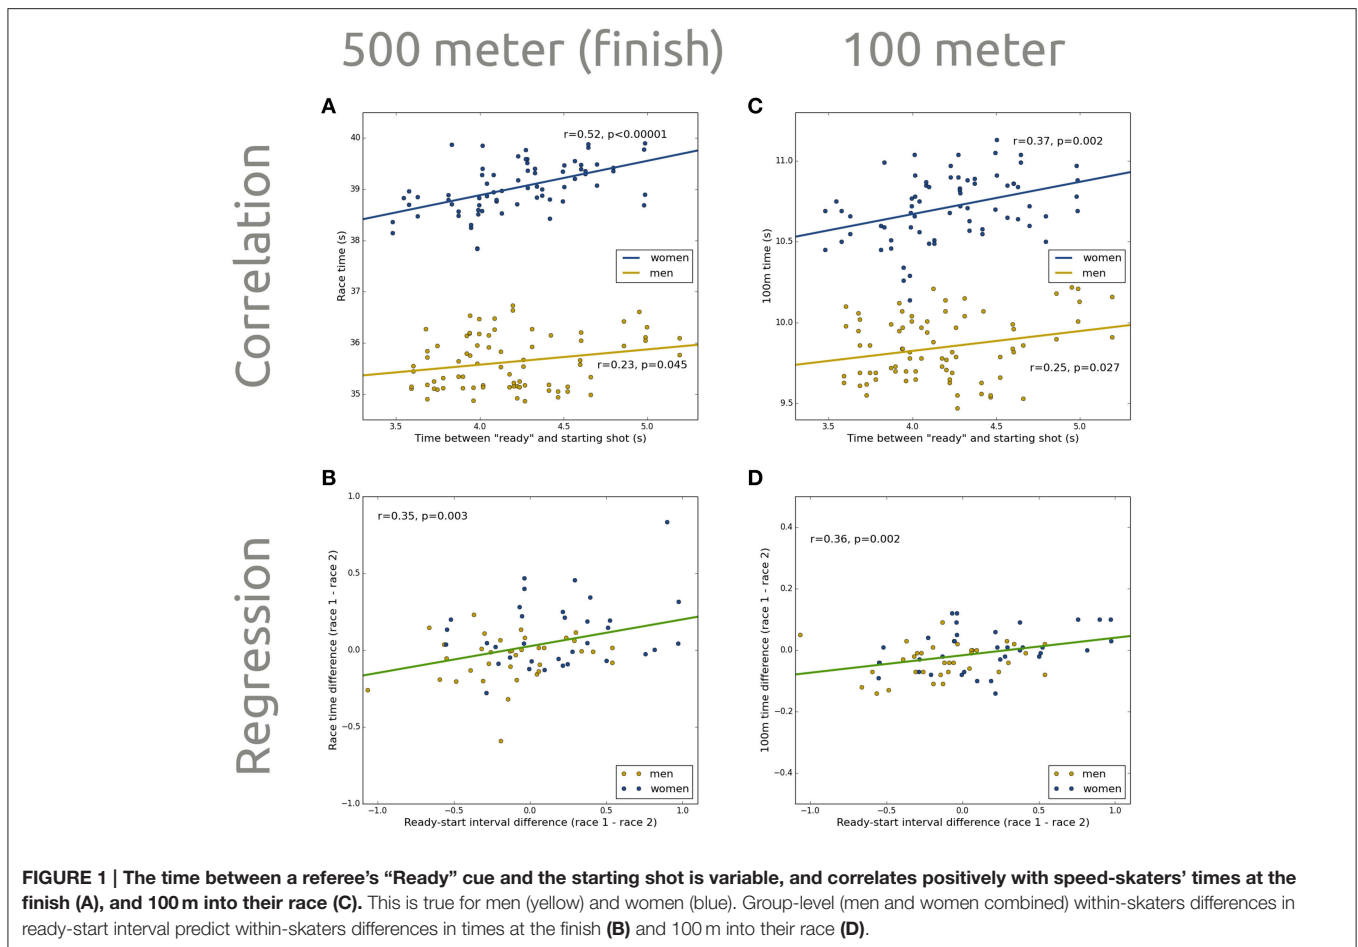 500 meter (finish)
100 meter
Correlation
Regression
A
40
39
38
37
36
35
Race time (s)
r=0.52, p<0.00001
women
men
r=0.23, p=0.045
3.5 4.0 4.5 5.0
Time between "ready" and starting shot (s)
C
11.0
10.5
10.0
9.5
100m time (s)
r=0.37, p=0.002
women
men
r=0.25, p=0.027
3.5 4.0 4.5 5.0
Time between "ready" and starting shot (s)
B
1.0
0.5
0.0
−0.5
−1.0
Race time difference (race 1 - race 2)
r=0.35, p=0.003
men
women
−1.0 −0.5 0.0 0.5 1.0
Ready-start interval difference (race 1 - race 2)
D
0.4
0.2
0.0
−0.2
−0.4
100m time difference (race 1 - race 2)
r=0.36, p=0.002
men
women
−1.0 −0.5 0.0 0.5 1.0
Ready-start interval difference (race 1 - race 2)
FIGURE 1 | The time between a referee’s “Ready” cue and the starting shot is variable, and correlates positively with speed-skaters’ times at the
finish (A), and 100 m into their race (C). This is true for men (yellow) and women (blue). Group-level (men and women combined) within-skaters differences in
ready-start interval predict within-skaters differences in times at the finish (B) and 100 m into their race (D).